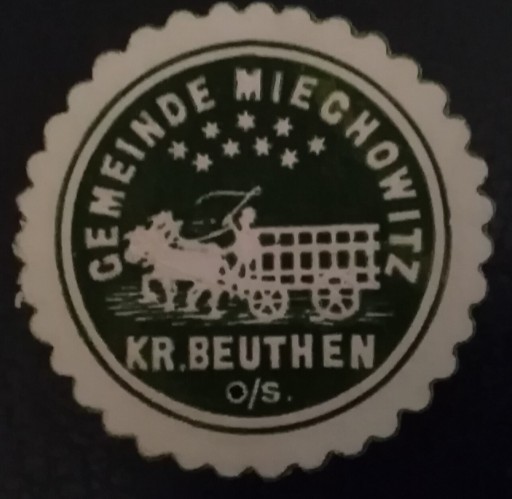 GEMEINDE MIECHOWITZ
KR. BEUTHEN
O/S.